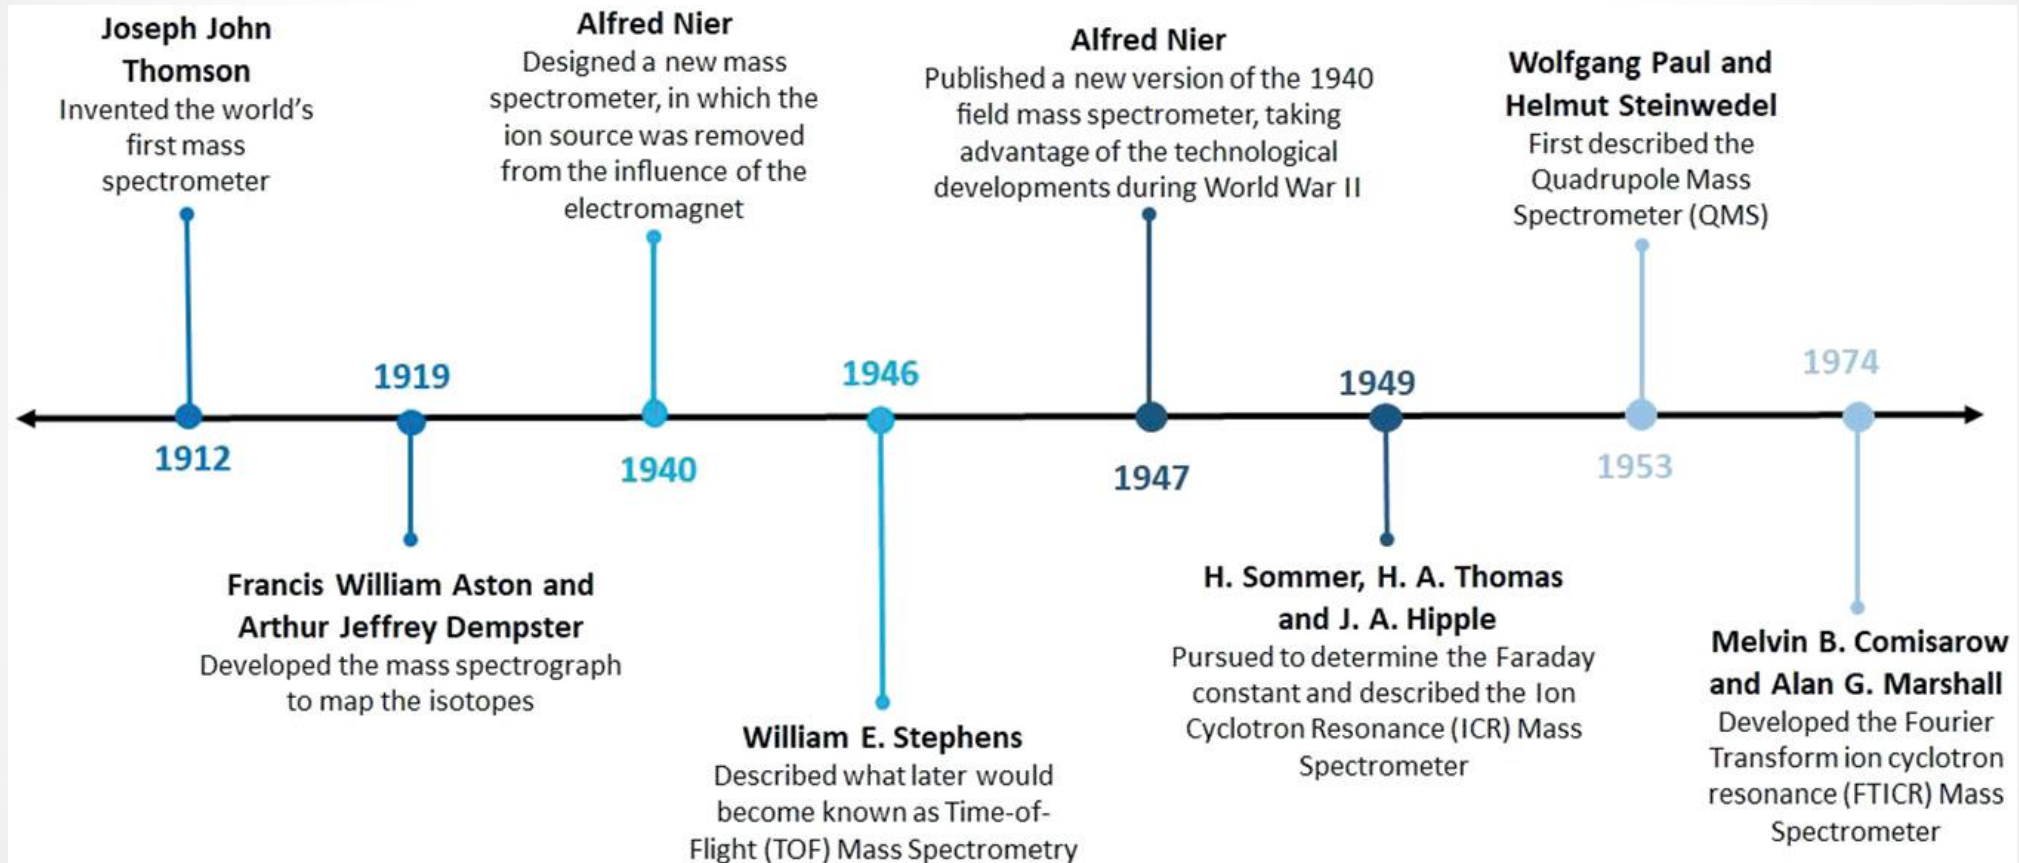 Joseph John
Thomson
Invented the world's
first mass
spectrometer
1912
1919
Francis William Aston and
Arthur Jeffrey Dempster
Developed the mass spectrograph
to map the isotopes
Alfred Nier
Designed a new mass
spectrometer, in which the
ion source was removed
from the influence of the
electromagnet
1940
1946
William E. Stephens
Described what later would
become known as Time-of-
Flight (TOF) Mass Spectrometry
Alfred Nier
Published a new version of the 1940
field mass spectrometer, taking
advantage of the technological
developments during World War II
1947
1949
H. Sommer, H. A. Thomas
and J. A. Hipple
Pursued to determine the Faraday
constant and described the Ion
Cyclotron Resonance (ICR) Mass
Spectrometer
Wolfgang Paul and
Helmut Steinwedel
First described the
Quadrupole Mass
Spectrometer (QMS)
1953
1974
Melvin B. Comisarow
and Alan G. Marshall
Developed the Fourier
Transform ion cyclotron
resonance (FTICR) Mass
Spectrometer